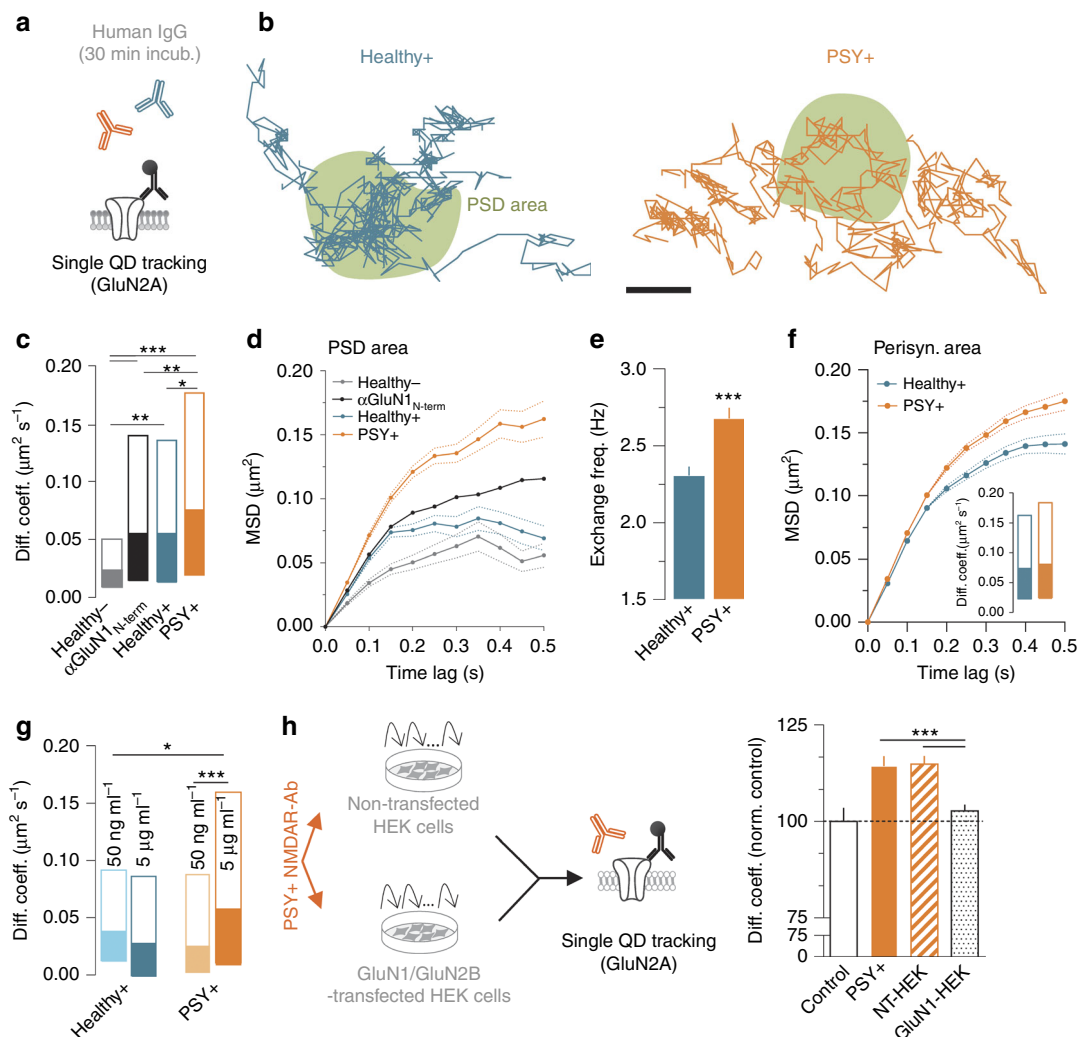 a
Human IgG
(30 min incub.)
Single QD tracking
(GluN2A)
b
Healthy+
PSY+
PSD area
c
***
**
*
**
Diff. coeff. (μm² s⁻¹)
0.20
0.15
0.10
0.05
0.00
Healthy−
αGluN1N-term
Healthy+
PSY+
d
PSD area
Healthy−
αGluN1N-term
Healthy+
PSY+
MSD (μm²)
0.20
0.15
0.10
0.05
0.00
0.0 0.1 0.2 0.3 0.4 0.5
Time lag (s)
e
***
Exchange freq. (Hz)
3.0
2.5
2.0
1.5
Healthy+
PSY+
f
Perisyn. area
Healthy+
PSY+
MSD (μm²)
0.20
0.15
0.10
0.05
0.00
0.0 0.1 0.2 0.3 0.4 0.5
Time lag (s)
Diff. coeff.(μm² s⁻¹)
0.20
0.15
0.10
0.05
0.00
g
*
***
Diff. coeff. (μm² s⁻¹)
0.20
0.15
0.10
0.05
0.00
50 ng ml⁻¹
5 μg ml⁻¹
50 ng ml⁻¹
5 μg ml⁻¹
Healthy+
PSY+
h
PSY+ NMDAR-Ab
...
Non-transfected
HEK cells
...
GluN1/GluN2B
-transfected HEK cells
Single QD tracking
(GluN2A)
***
Diff. coeff. (norm. control)
125
100
75
75
0
Control
PSY+
NT-HEK
GluN1-HEK